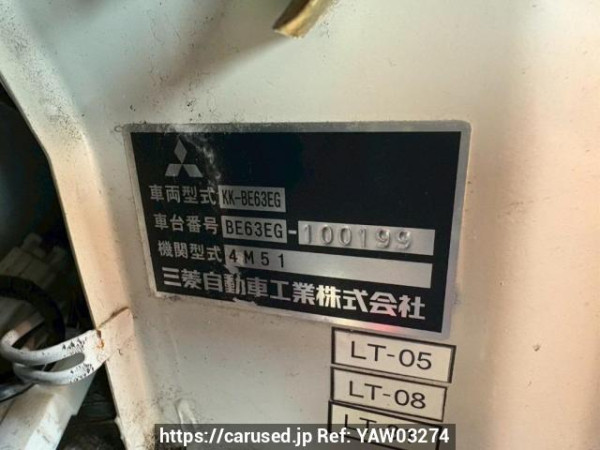 車両型式 KK-BE63EG
車台番号 BE63EG-100199
機関型式 4M51
三菱自動車工業株式会社
LT-05
LT-08
https://carused.jp Ref: YAW03274